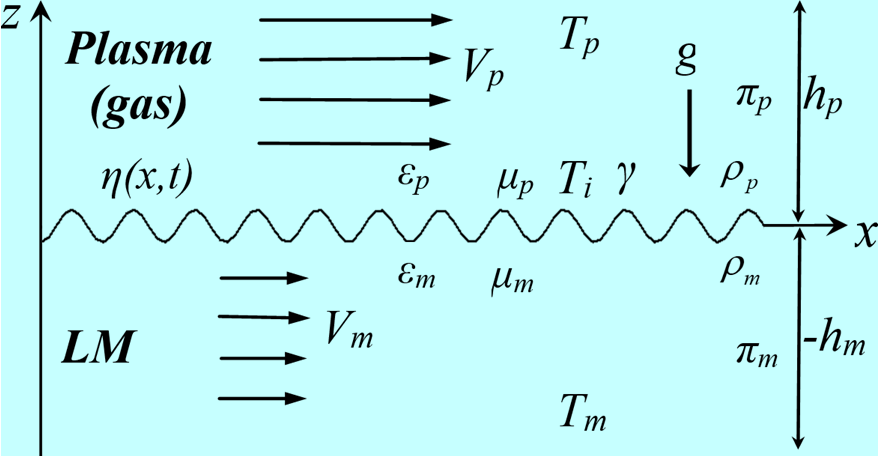 z
Plasma
(gas)
V_p
T_p
g
π_p
h_p
η(x,t)
ε_p
μ_p
T_i
γ
ρ_p
x
ε_m
μ_m
ρ_m
LM
V_m
π_m
-h_m
T_m